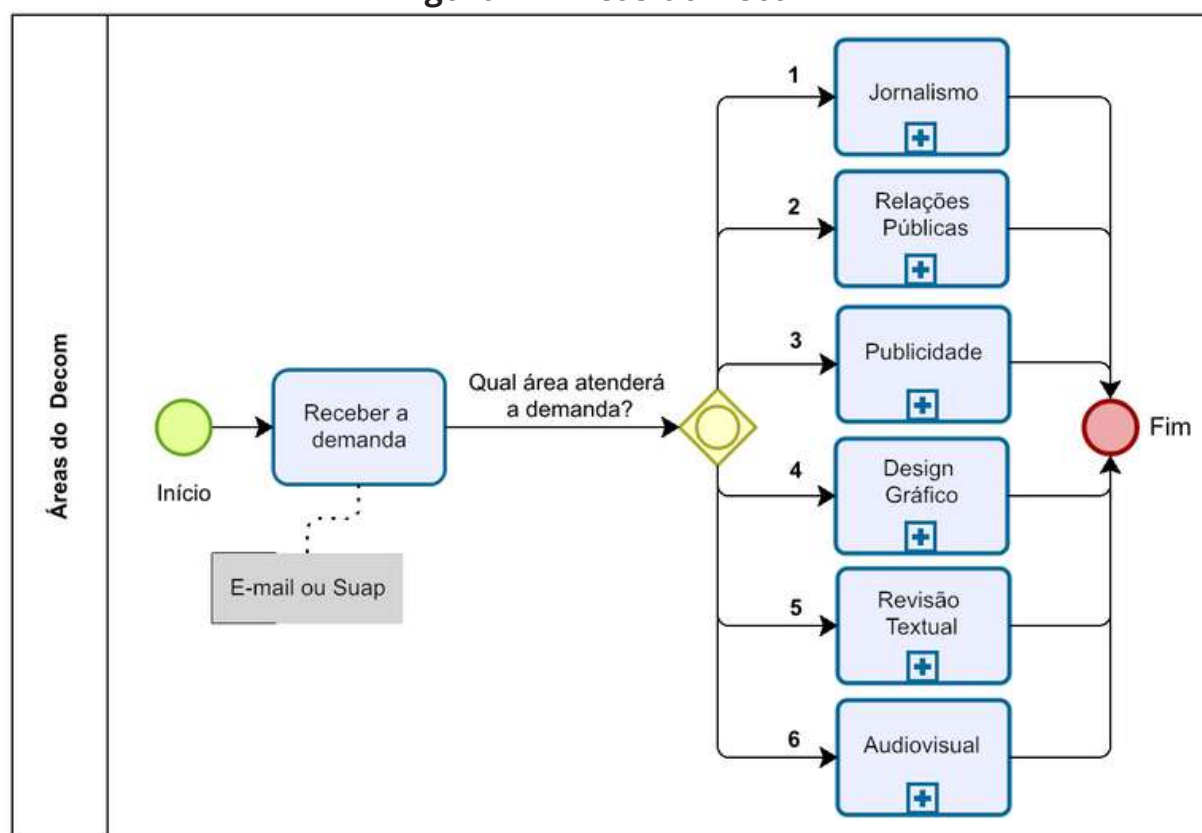 Áreas do Decom
Início
Receber a
demanda
E-mail ou Suap
Qual área atenderá
a demanda?
1
Jornalismo
2
Relações
Públicas
3
Publicidade
4
Design
Gráfico
5
Revisão
Textual
6
Audiovisual
Fim